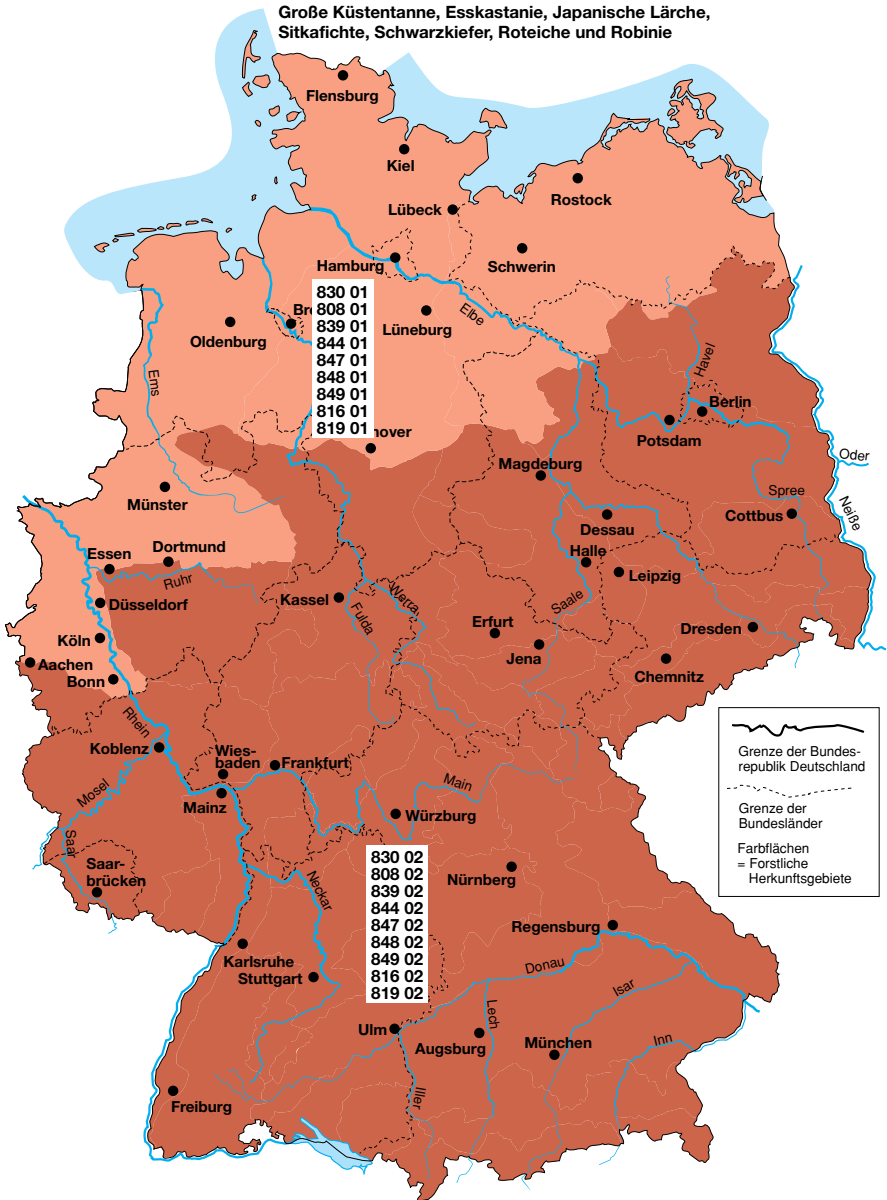 Große Küstentanne, Esskastanie, Japanische Lärche,
Sitkafichte, Schwarzkiefer, Roteiche und Robinie
Flensburg
Kiel
Rostock
Lübeck
Schwerin
Hamburg
830 01
Br
808 01
839 01
844 01
847 01
848 01
849 01
816 01
819 01
Oldenburg
Lüneburg
Elbe
Ems
Havel
Berlin
Potsdam
nover
Magdeburg
Oder
Spree
Neiße
Münster
Dessau
Cottbus
Halle
Essen
Dortmund
Ruhr
Leipzig
Düsseldorf
Kassel
Werra
Fulda
Saale
Erfurt
Dresden
Köln
Jena
Aachen
Bonn
Chemnitz
Rhein
Koblenz
Wies-
baden
Frankfurt
Mosel
Mainz
Main
Würzburg
Grenze der Bundes-
republik Deutschland
Grenze der
Bundesländer
Farbflächen
= Forstliche
Herkunftsgebiete
Saar
Saar-
brücken
Neckar
830 02
808 02
839 02
844 02
847 02
848 02
849 02
816 02
819 02
Nürnberg
Regensburg
Karlsruhe
Stuttgart
Donau
Isar
Lech
Ulm
Augsburg
München
Inn
Iller
Freiburg